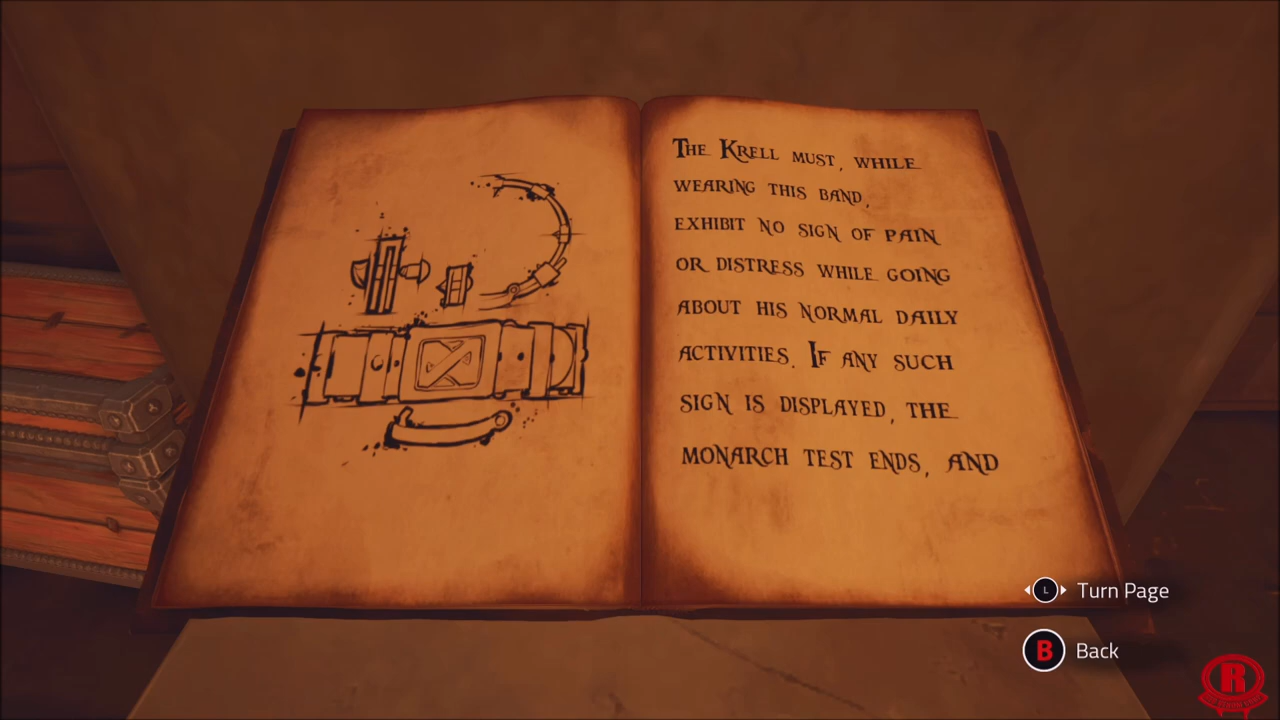 The Krell must, while
wearing this band,
exhibit no sign of pain
or distress while going
about his normal daily
activities. If any such
sign is displayed, the
monarch test ends, and
L Turn Page
B Back
R